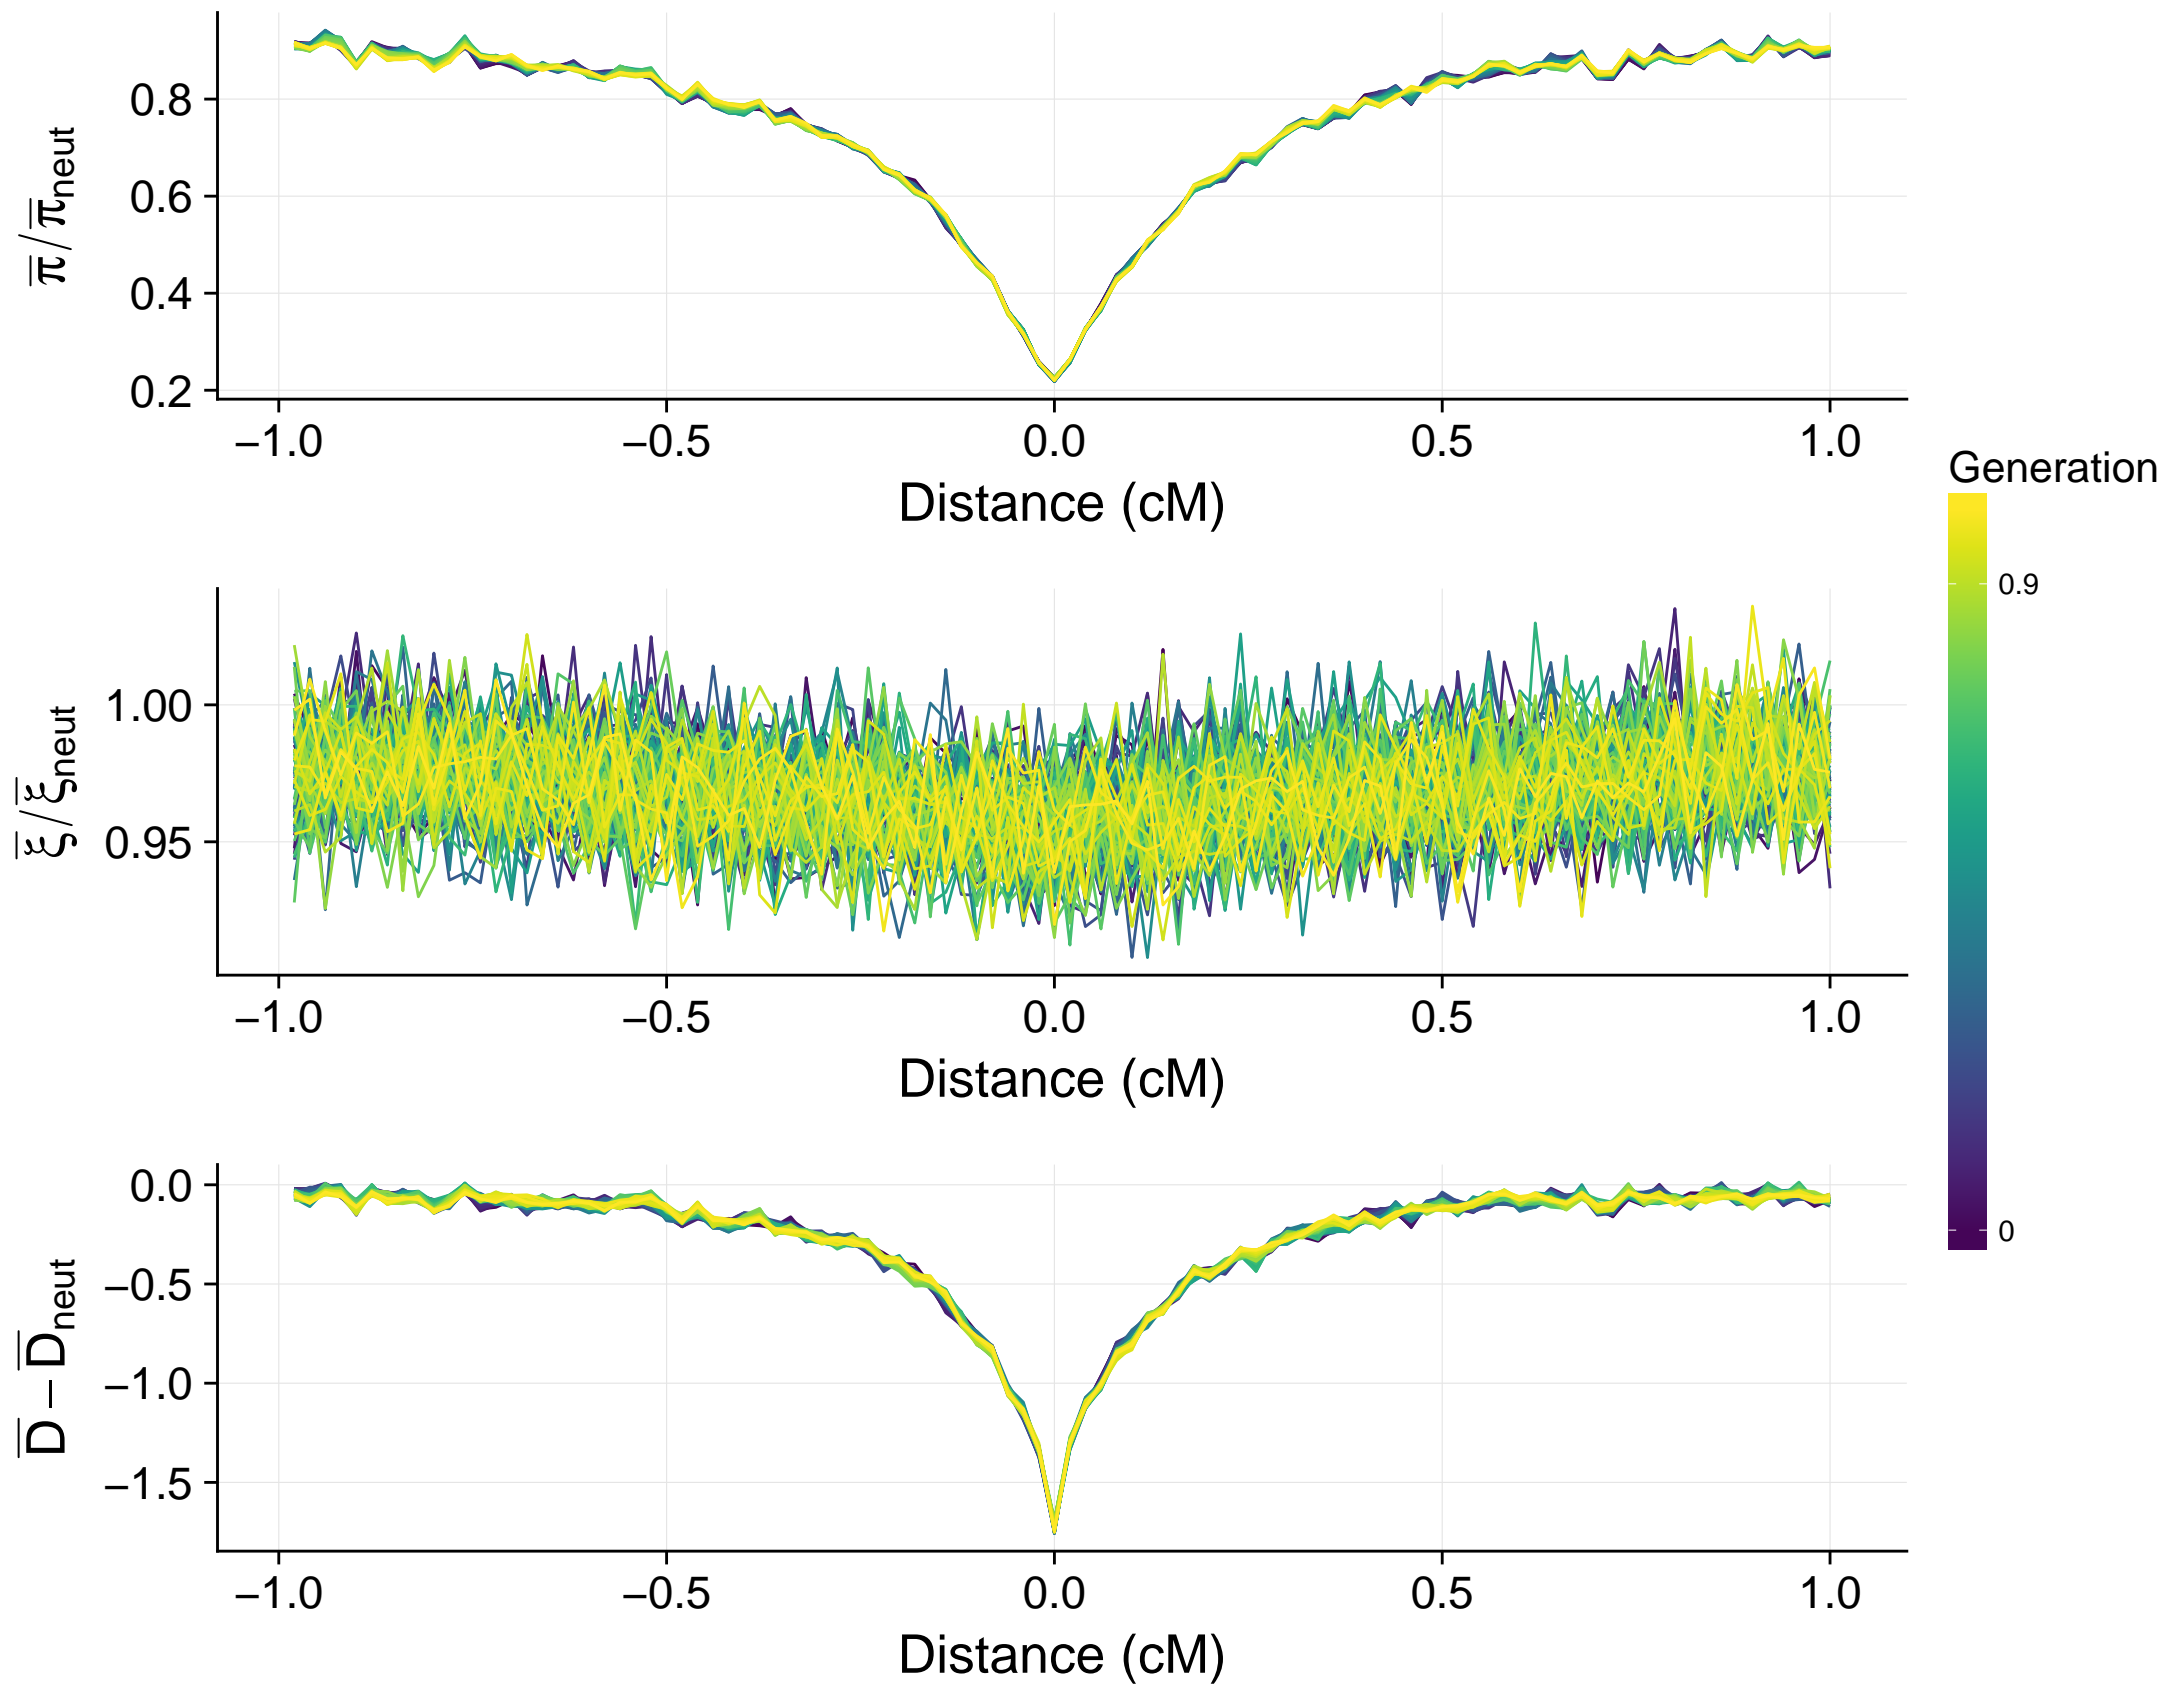 0.8
0.6
0.4
0.2
π̅/π̅neut
−1.0 −0.5 0.0 0.5 1.0
Distance (cM)
Generation
0.9
0
1.00
0.95
ξ̅/ξ̅neut
−1.0 −0.5 0.0 0.5 1.0
Distance (cM)
0.0
−0.5
−1.0
−1.5
D̅ − D̅neut
−1.0 −0.5 0.0 0.5 1.0
Distance (cM)